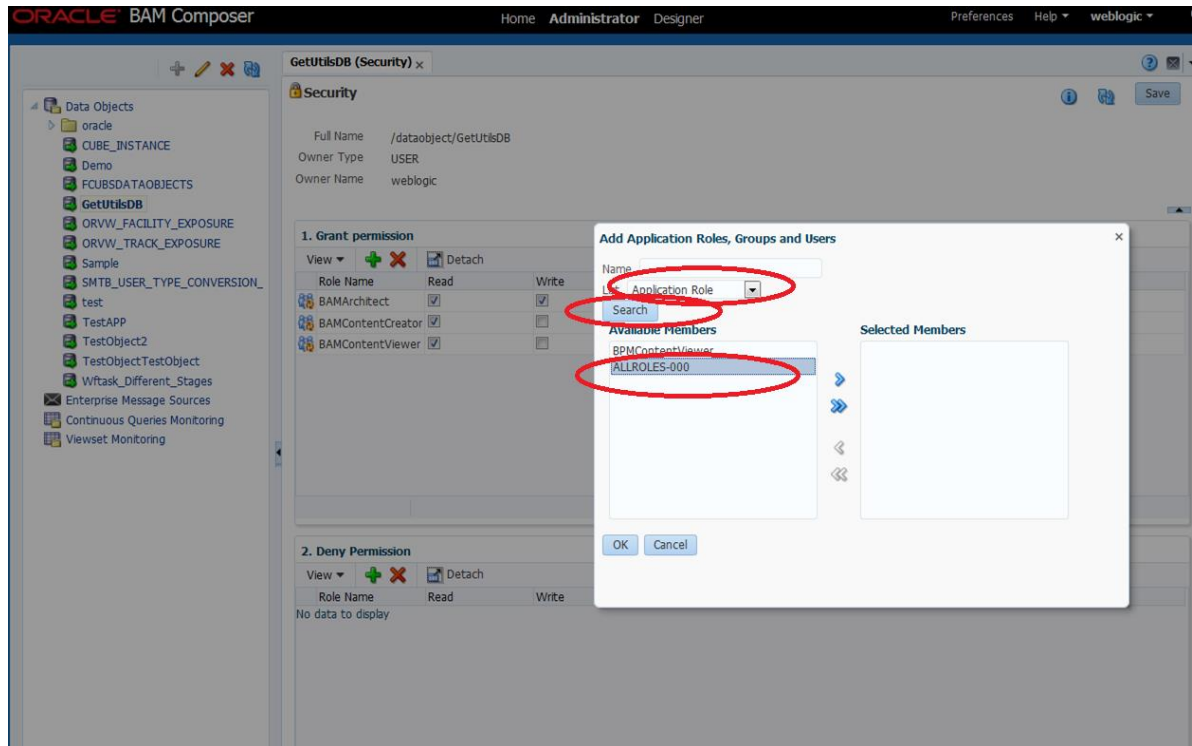 ORACLE BAM Composer
Home Administrator Designer
Preferences Help weblogic
GetUtilsDB (Security)
Security
Save
Full Name /dataobject/GetUtilsDB
Owner Type USER
Owner Name weblogic
Data Objects
oracle
CUBE_INSTANCE
Demo
FCUBSDATAOBJECTS
GetUtilsDB
ORVW_FACILITY_EXPOSURE
ORVW_TRACK_EXPOSURE
Sample
SMTB_USER_TYPE_CONVERSION_
test
TestAPP
TestObject2
TestObjectTestObject
Wftask_Different_Stages
Enterprise Message Sources
Continuous Queries Monitoring
Viewset Monitoring
1. Grant permission
View Detach
Role Name Read Write
BAMArchitect
BAMContentCreator
BAMContentViewer
2. Deny Permission
View Detach
Role Name Read Write
No data to display
Add Application Roles, Groups and Users
Name
List Application Role
Search
Available Members Selected Members
BPMContentViewer
ALLROLES-000
OK Cancel